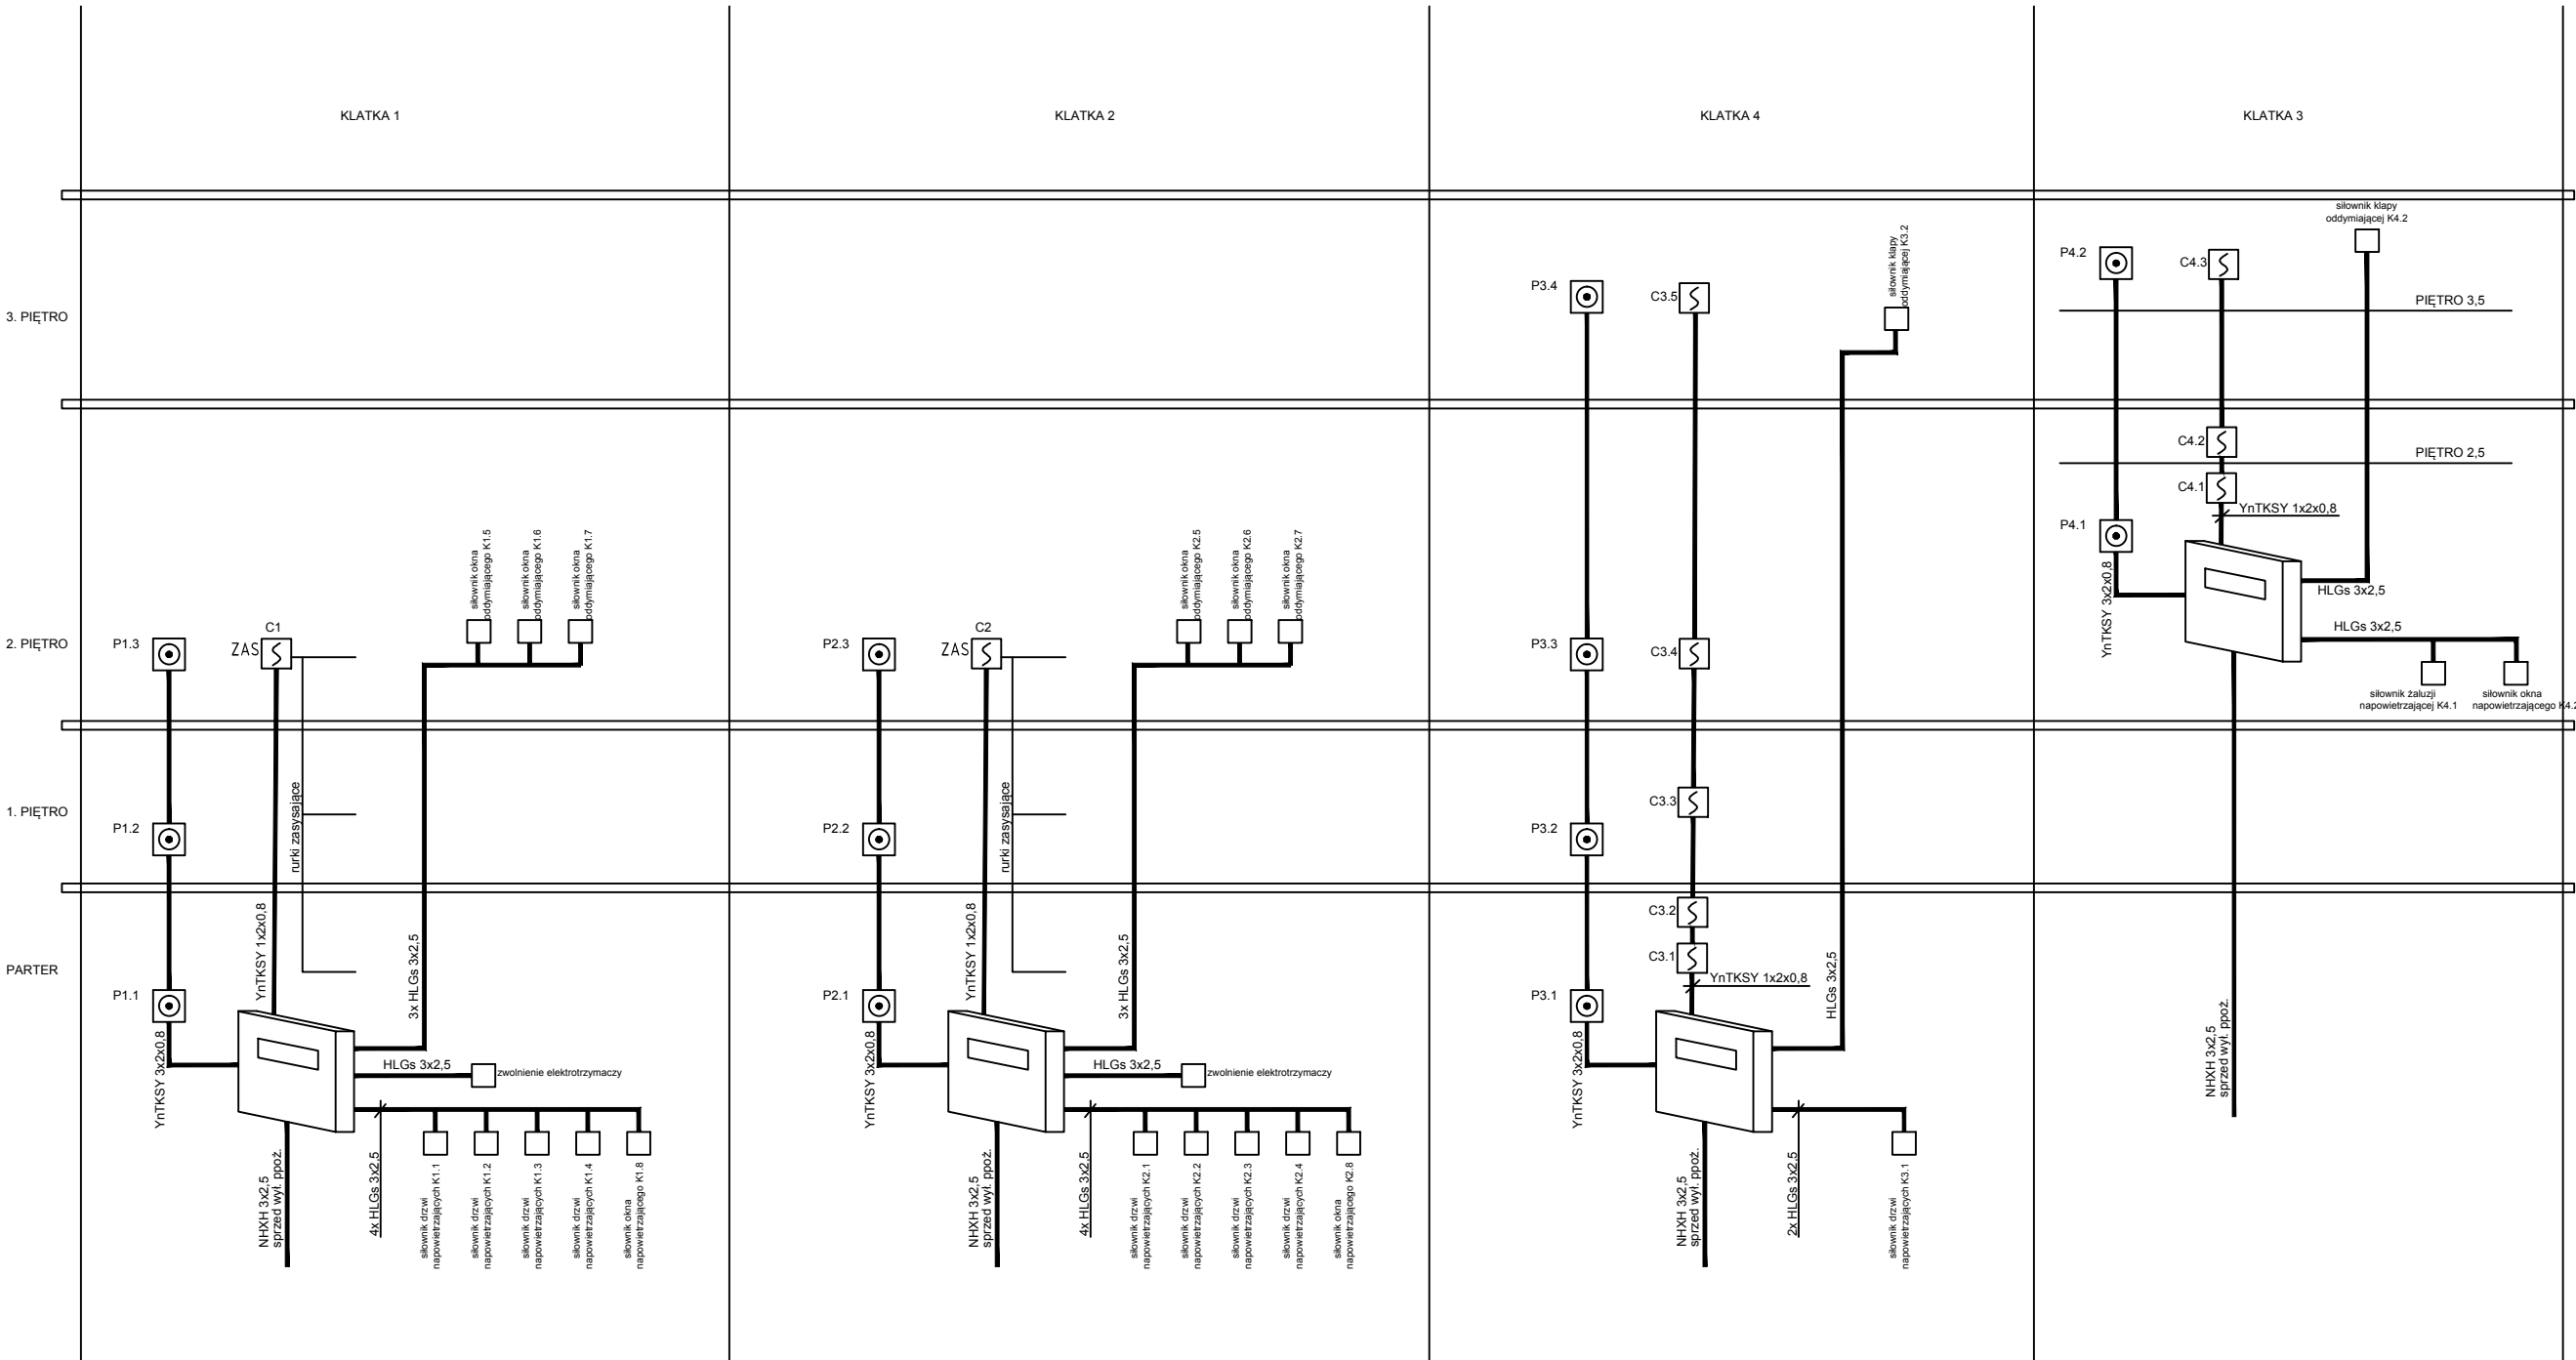 KLATKA 1
KLATKA 2
KLATKA 4
KLATKA 3
3. PIĘTRO
2. PIĘTRO
1. PIĘTRO
PARTER
P1.3
P1.2
P1.1
YnTKSY 3x2x0,8
ZAS
C1
YnTKSY 1x2x0,8
rurki zasysające
3x HLGs 3x2,5
siłownik okna
oddymiającego K1.5
siłownik okna
oddymiającego K1.6
siłownik okna
oddymiającego K1.7
HLGs 3x2,5
zwolnienie elektrotrzymaczy
NHXH 3x2,5
sprzed wył. ppoż.
4x HLGs 3x2,5
siłownik drzwi
napowietrzających K1.1
siłownik drzwi
napowietrzających K1.2
siłownik drzwi
napowietrzających K1.3
siłownik drzwi
napowietrzających K1.4
siłownik okna
napowietrzającego K1.8
P2.3
P2.2
P2.1
YnTKSY 3x2x0,8
ZAS
C2
YnTKSY 1x2x0,8
rurki zasysające
3x HLGs 3x2,5
siłownik okna
oddymiającego K2.5
siłownik okna
oddymiającego K2.6
siłownik okna
oddymiającego K2.7
HLGs 3x2,5
zwolnienie elektrotrzymaczy
NHXH 3x2,5
sprzed wył. ppoż.
4x HLGs 3x2,5
siłownik drzwi
napowietrzających K2.1
siłownik drzwi
napowietrzających K2.2
siłownik drzwi
napowietrzających K2.3
siłownik drzwi
napowietrzających K2.4
siłownik okna
napowietrzającego K2.8
P3.4
P3.3
P3.2
P3.1
YnTKSY 3x2x0,8
C3.5
C3.4
C3.3
C3.2
C3.1
YnTKSY 1x2x0,8
siłownik klapy
oddymiającej K3.2
HLGs 3x2,5
NHXH 3x2,5
sprzed wył. ppoż.
2x HLGs 3x2,5
siłownik drzwi
napowietrzających K3.1
siłownik klapy
oddymiającej K4.2
P4.2
C4.3
PIĘTRO 3,5
C4.2
PIĘTRO 2,5
C4.1
YnTKSY 1x2x0,8
P4.1
YnTKSY 3x2x0,8
HLGs 3x2,5
HLGs 3x2,5
siłownik żaluzji
napowietrzającej K4.1
siłownik okna
napowietrzającego K4.2
NHXH 3x2,5
sprzed wył. ppoż.